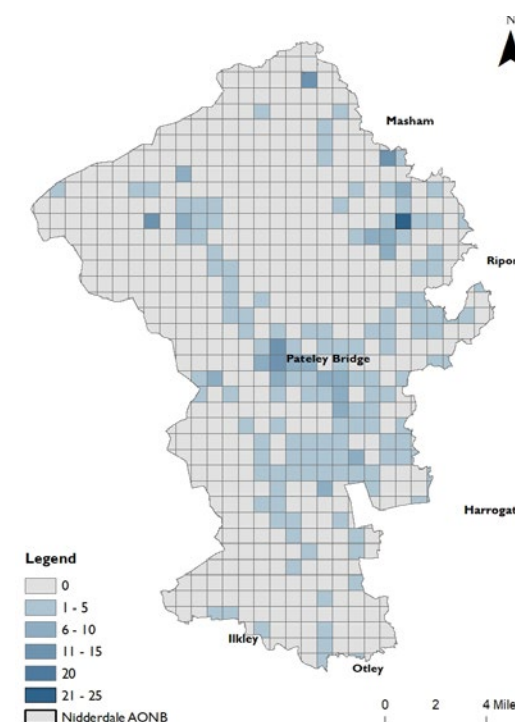 N
Masham
Ripor
Pateley Bridge
Harrogat
Legend
0
1 - 5
6 - 10
11 - 15
20
21 - 25
Nidderdale AONB
Ilkley
Otley
0 2 4 Mile